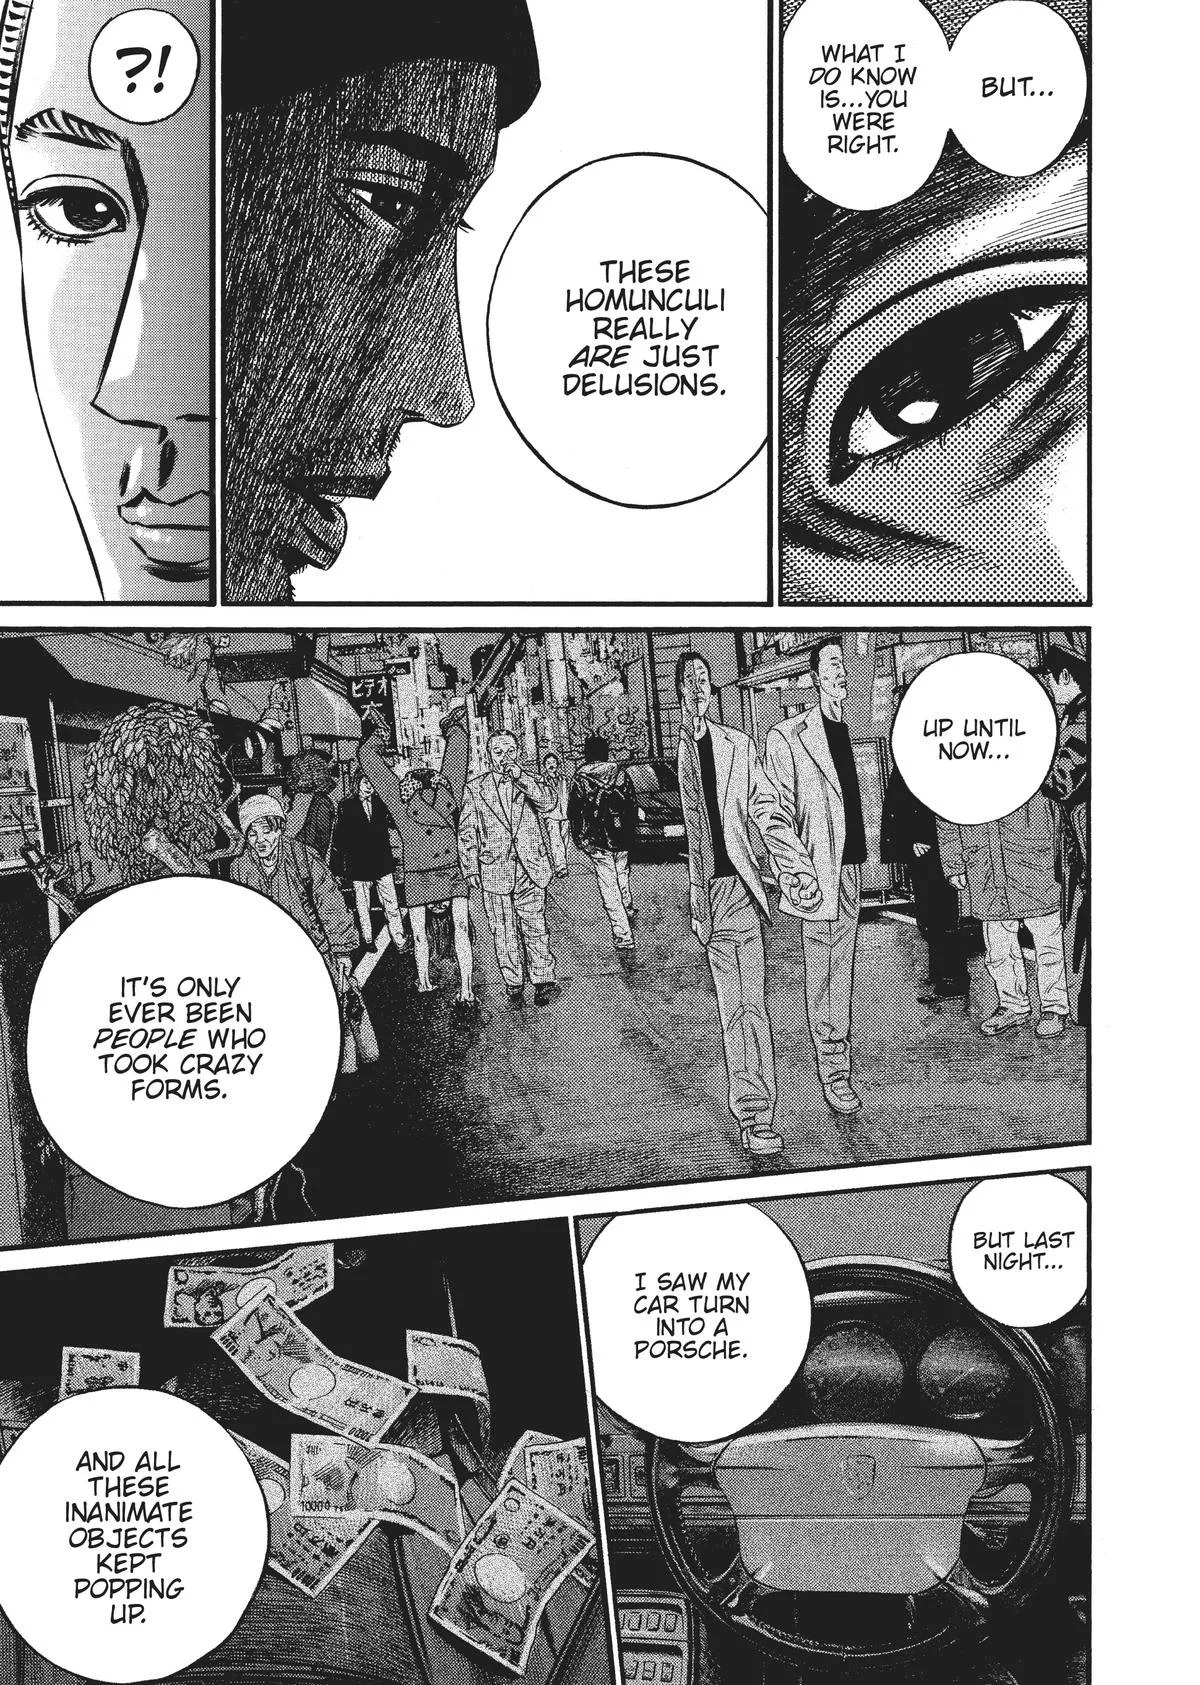 BUT...
WHAT I
DO KNOW
IS...YOU
WERE
RIGHT.
THESE
HOMUNCULI
REALLY
ARE JUST
DELUSIONS.
?!
UP UNTIL
NOW...
ビデオ
IT'S ONLY
EVER BEEN
PEOPLE WHO
TOOK CRAZY
FORMS.
BUT LAST
NIGHT...
I SAW MY
CAR TURN
INTO A
PORSCHE.
AND ALL
THESE
INANIMATE
OBJECTS
KEPT
POPPING
UP.